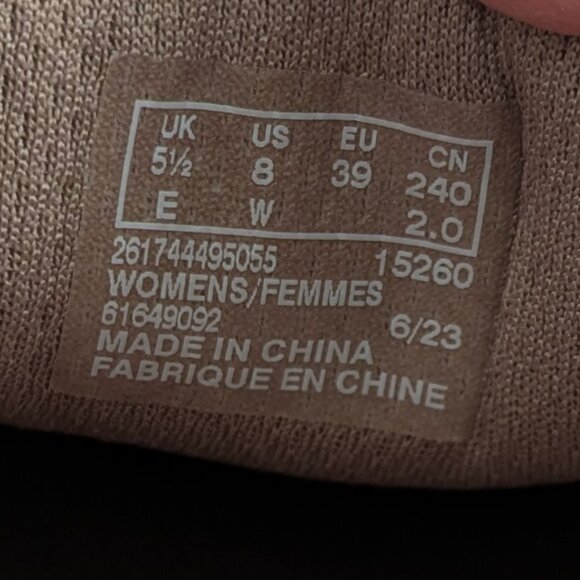 UK US EU CN
5½ 8 39 240
E W 2.0
261744495055 15260
WOMENS/FEMMES
61649092 6/23
MADE IN CHINA
FABRIQUE EN CHINE